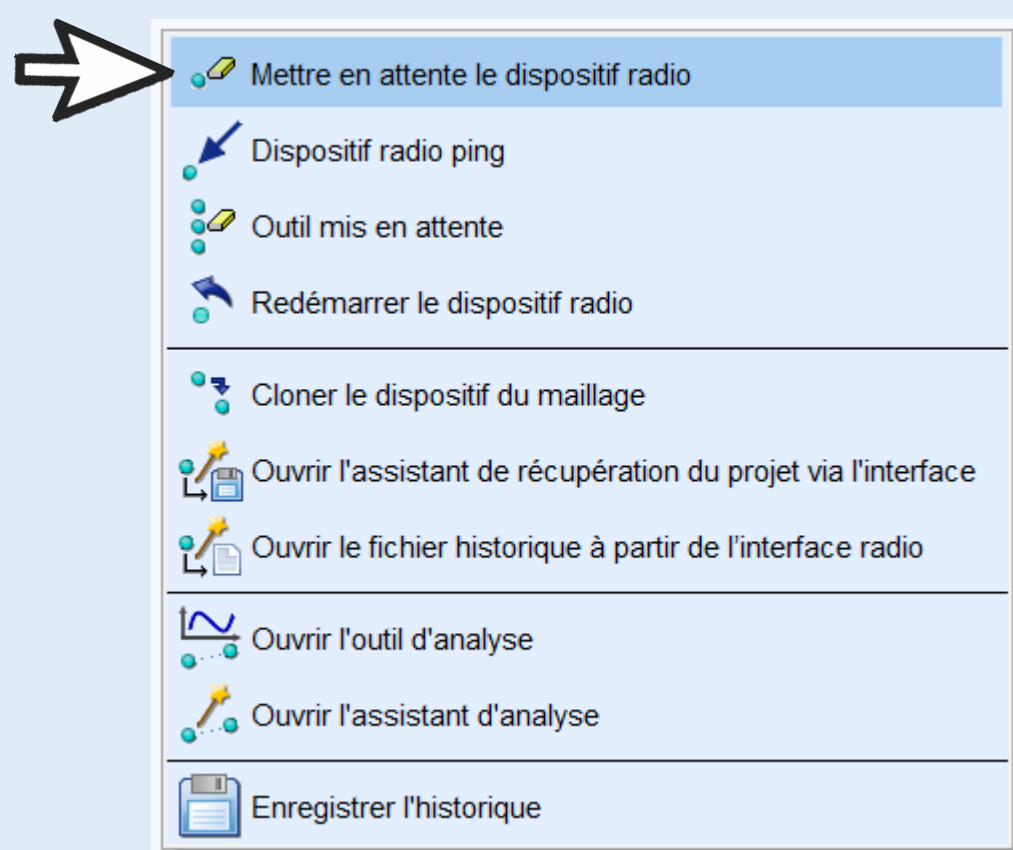 Mettre en attente le dispositif radio
Dispositif radio ping
Outil mis en attente
Redémarrer le dispositif radio
Cloner le dispositif du maillage
Ouvrir l'assistant de récupération du projet via l'interface
Ouvrir le fichier historique à partir de l’interface radio
Ouvrir l'outil d'analyse
Ouvrir l'assistant d'analyse
Enregistrer l'historique